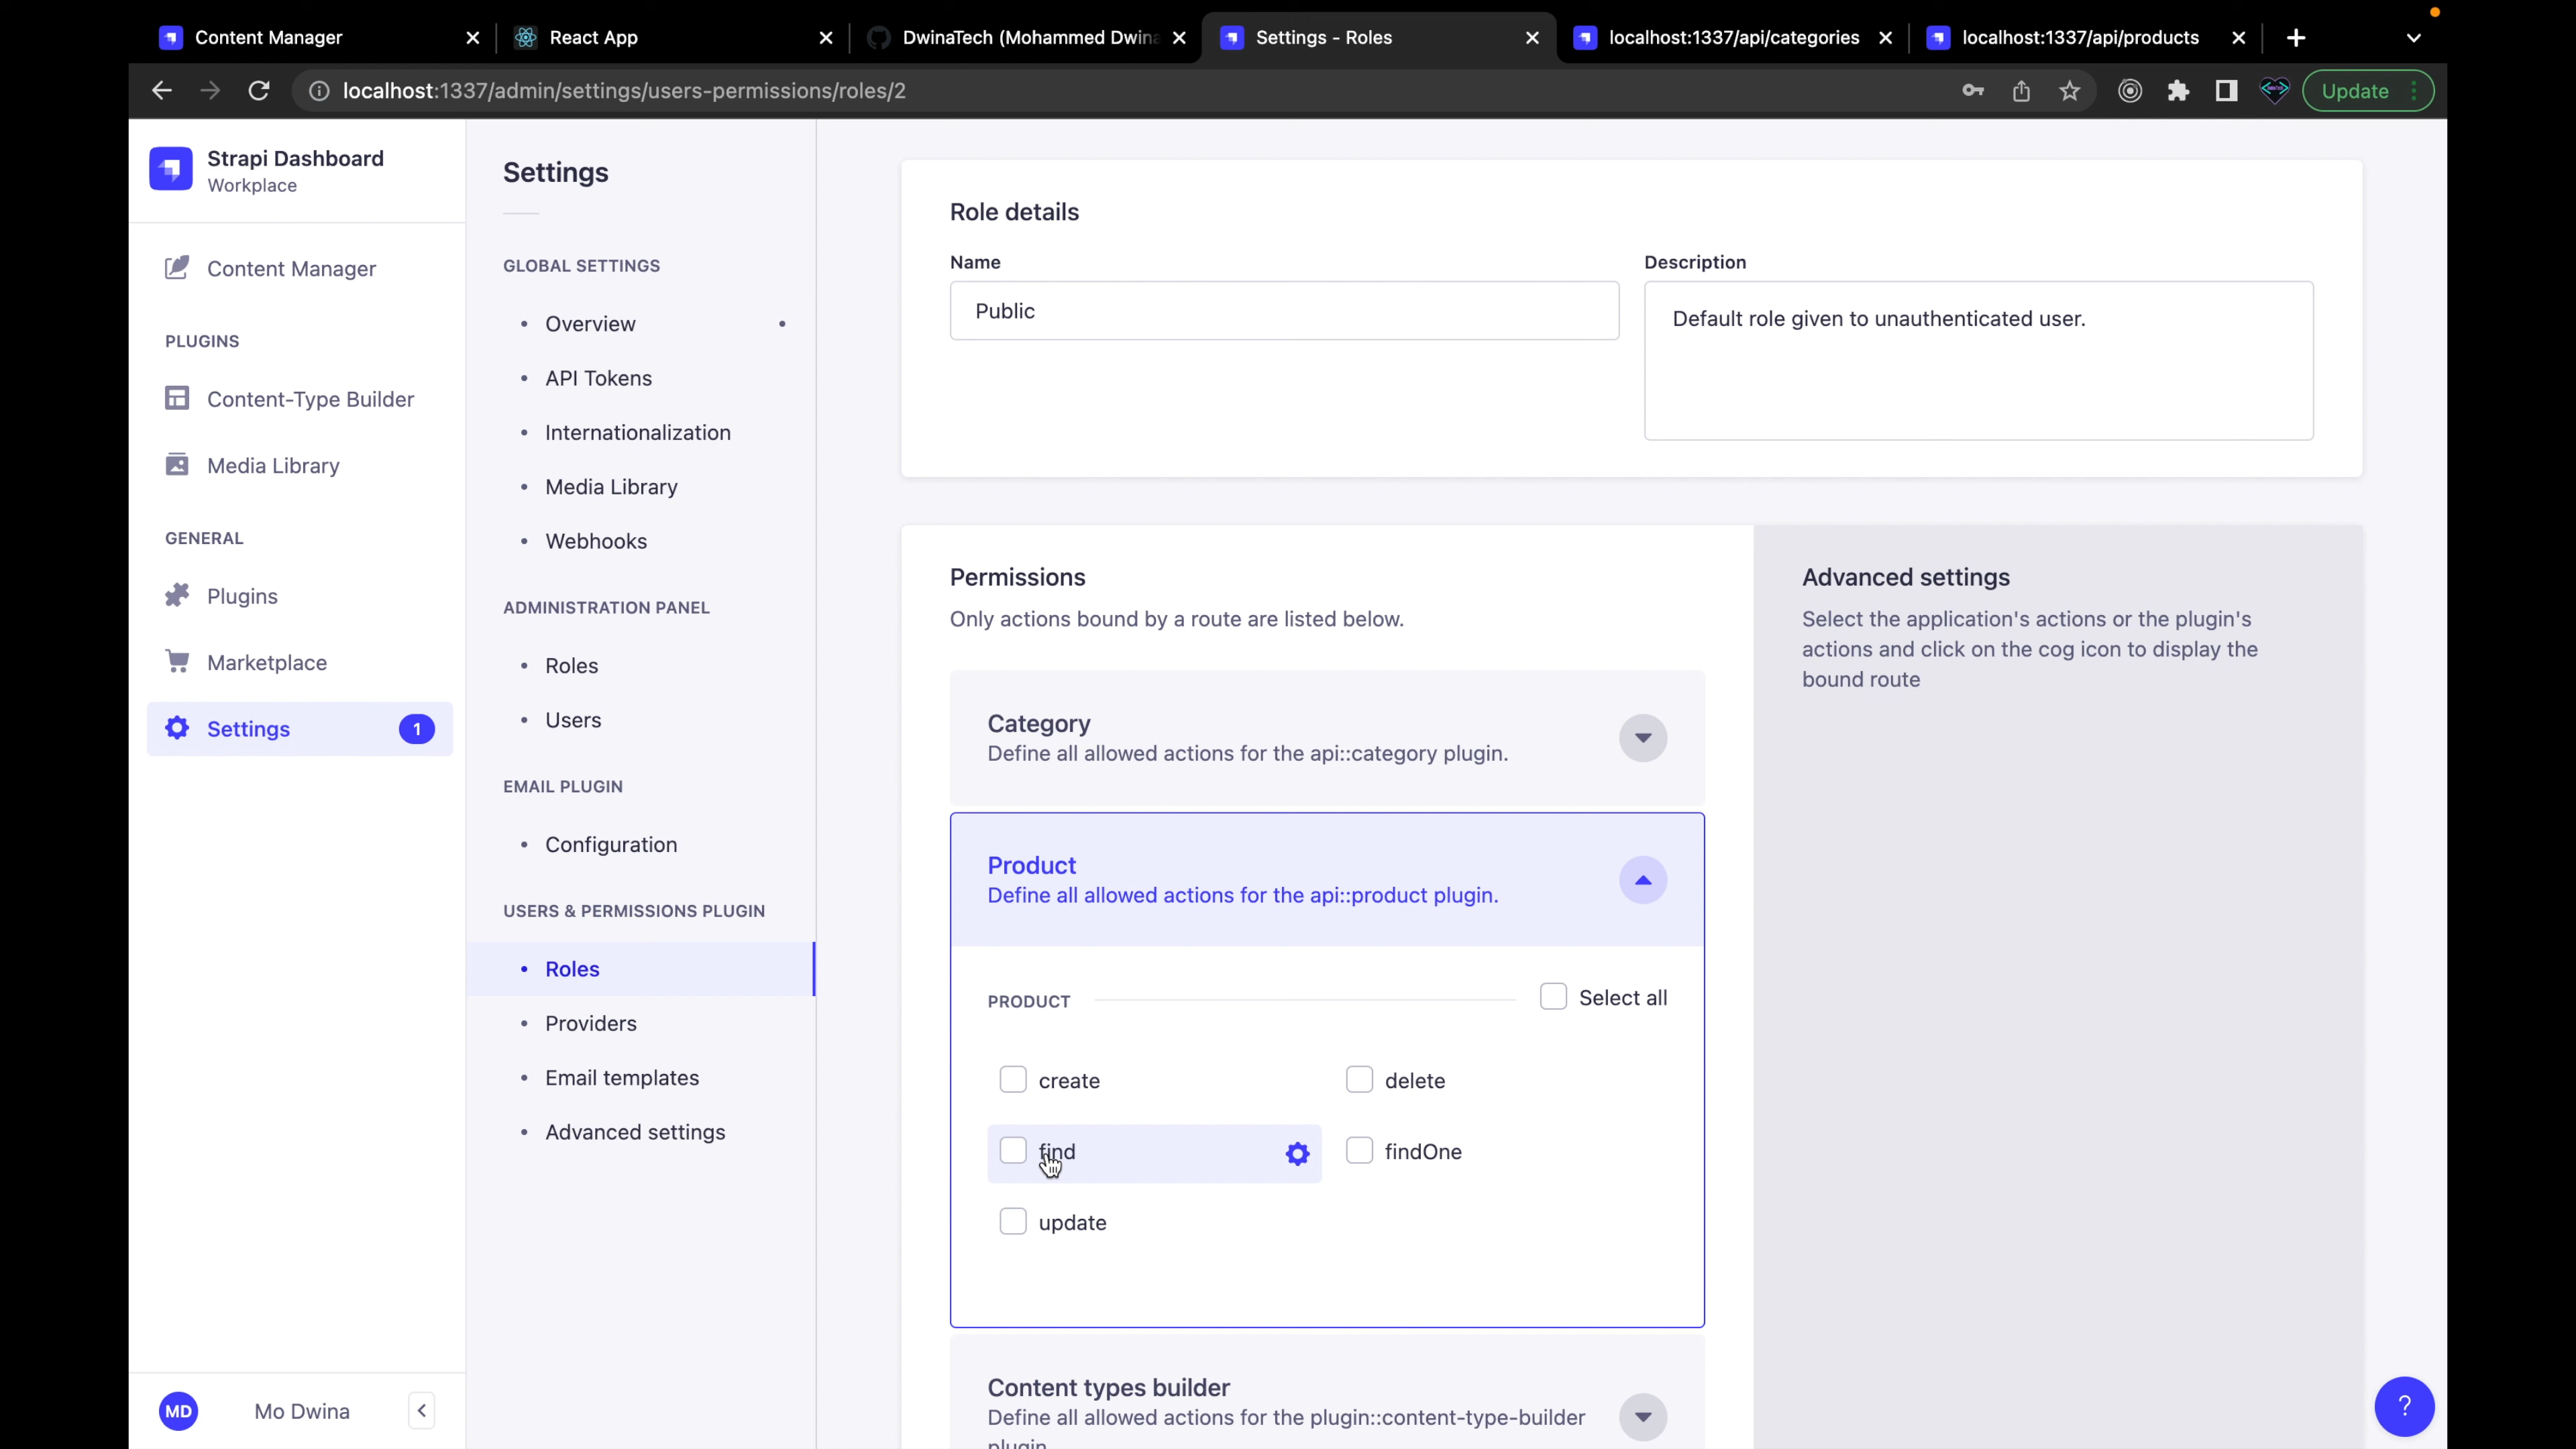 Content Manager
React App
DwinaTech (Mohammed Dwina
Settings - Roles
localhost:1337/api/categories
localhost:1337/api/products
localhost:1337/admin/settings/users-permissions/roles/2
Update
Strapi Dashboard
Workplace
Content Manager
PLUGINS
Content-Type Builder
Media Library
GENERAL
Plugins
Marketplace
Settings
1
MD
Mo Dwina
Settings
GLOBAL SETTINGS
• Overview
• API Tokens
• Internationalization
• Media Library
• Webhooks
ADMINISTRATION PANEL
• Roles
• Users
EMAIL PLUGIN
• Configuration
USERS & PERMISSIONS PLUGIN
• Roles
• Providers
• Email templates
• Advanced settings
Role details
Name
Public
Description
Default role given to unauthenticated user.
Permissions
Only actions bound by a route are listed below.
Category
Define all allowed actions for the api::category plugin.
Product
Define all allowed actions for the api::product plugin.
PRODUCT
Select all
create
delete
find
findOne
update
Content types builder
Define all allowed actions for the plugin::content-type-builder
plugin
Advanced settings
Select the application's actions or the plugin's
actions and click on the cog icon to display the
bound route
?